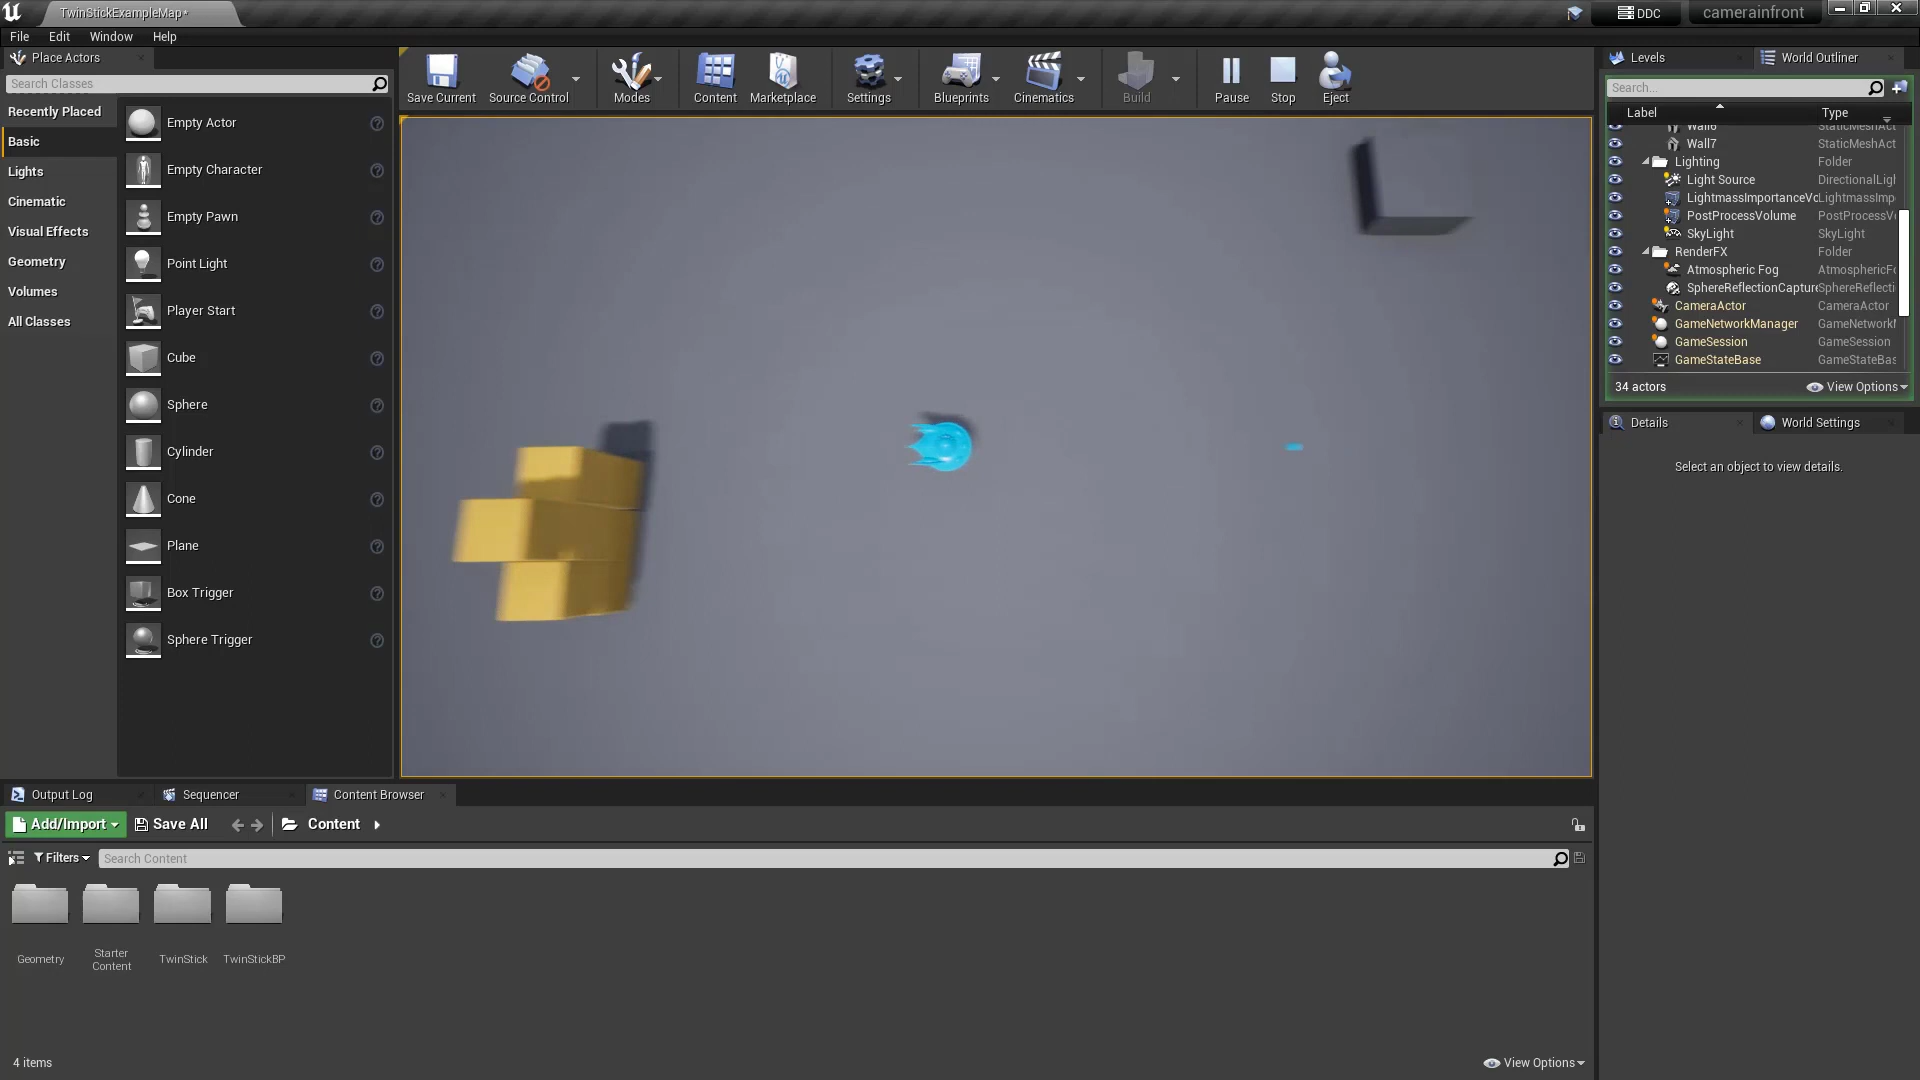 TwinStickExampleMap*
DDC
camerainfront
File Edit Window Help
Place Actors
Search Classes
Recently Placed
Basic
Lights
Cinematic
Visual Effects
Geometry
Volumes
All Classes
Empty Actor
Empty Character
Empty Pawn
Point Light
Player Start
Cube
Sphere
Cylinder
Cone
Plane
Box Trigger
Sphere Trigger
Save Current
Source Control
Modes
Content
Marketplace
Settings
Blueprints
Cinematics
Build
Pause
Stop
Eject
Levels
World Outliner
Search...
Label Type
Wall6 StaticMeshAct
Wall7 StaticMeshAct
Lighting Folder
Light Source DirectionalLigh
LightmassImportanceVo LightmassImp
PostProcessVolume PostProcessV
SkyLight SkyLight
RenderFX Folder
Atmospheric Fog AtmosphericFo
SphereReflectionCapture SphereReflecti
CameraActor CameraActor
GameNetworkManager GameNetworkM
GameSession GameSession
GameStateBase GameStateBas
34 actors
View Options
Details
World Settings
Select an object to view details.
Output Log
Sequencer
Content Browser
Add/Import
Save All
Content
Filters
Search Content
Geometry
Starter
Content
TwinStick
TwinStickBP
4 items
View Options